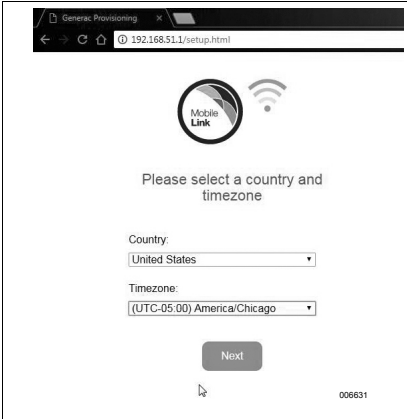 Generac Provisioning
192.168.51.1/setup.html
Mobile
Link
Please select a country and
timezone
Country:
United States
Timezone:
(UTC-05:00) America/Chicago
Next
006631